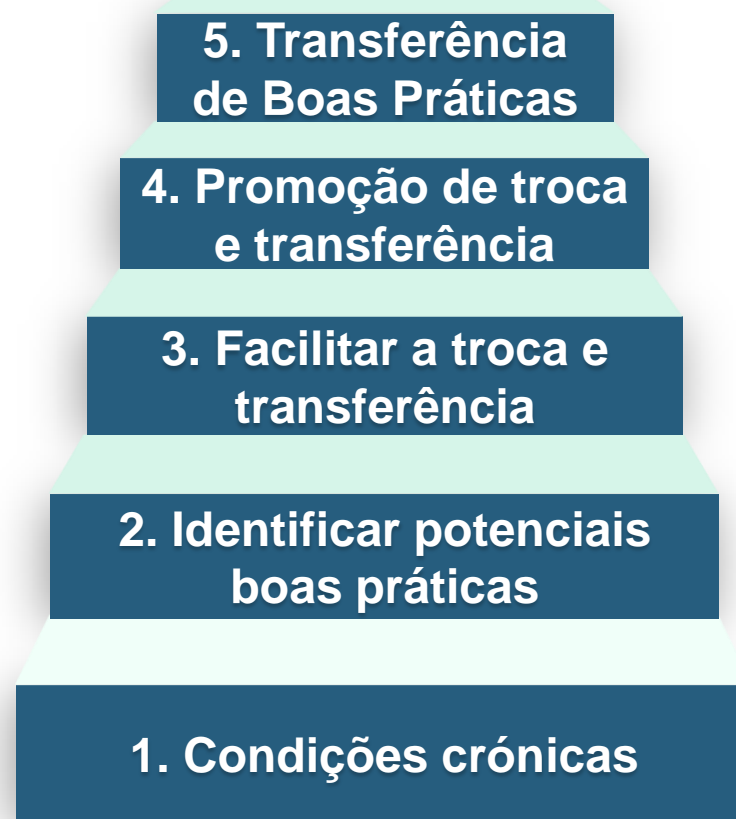 5. Transferência
de Boas Práticas
4. Promoção de troca
e transferência
3. Facilitar a troca e
transferência
2. Identificar potenciais
boas práticas
1. Condições crónicas